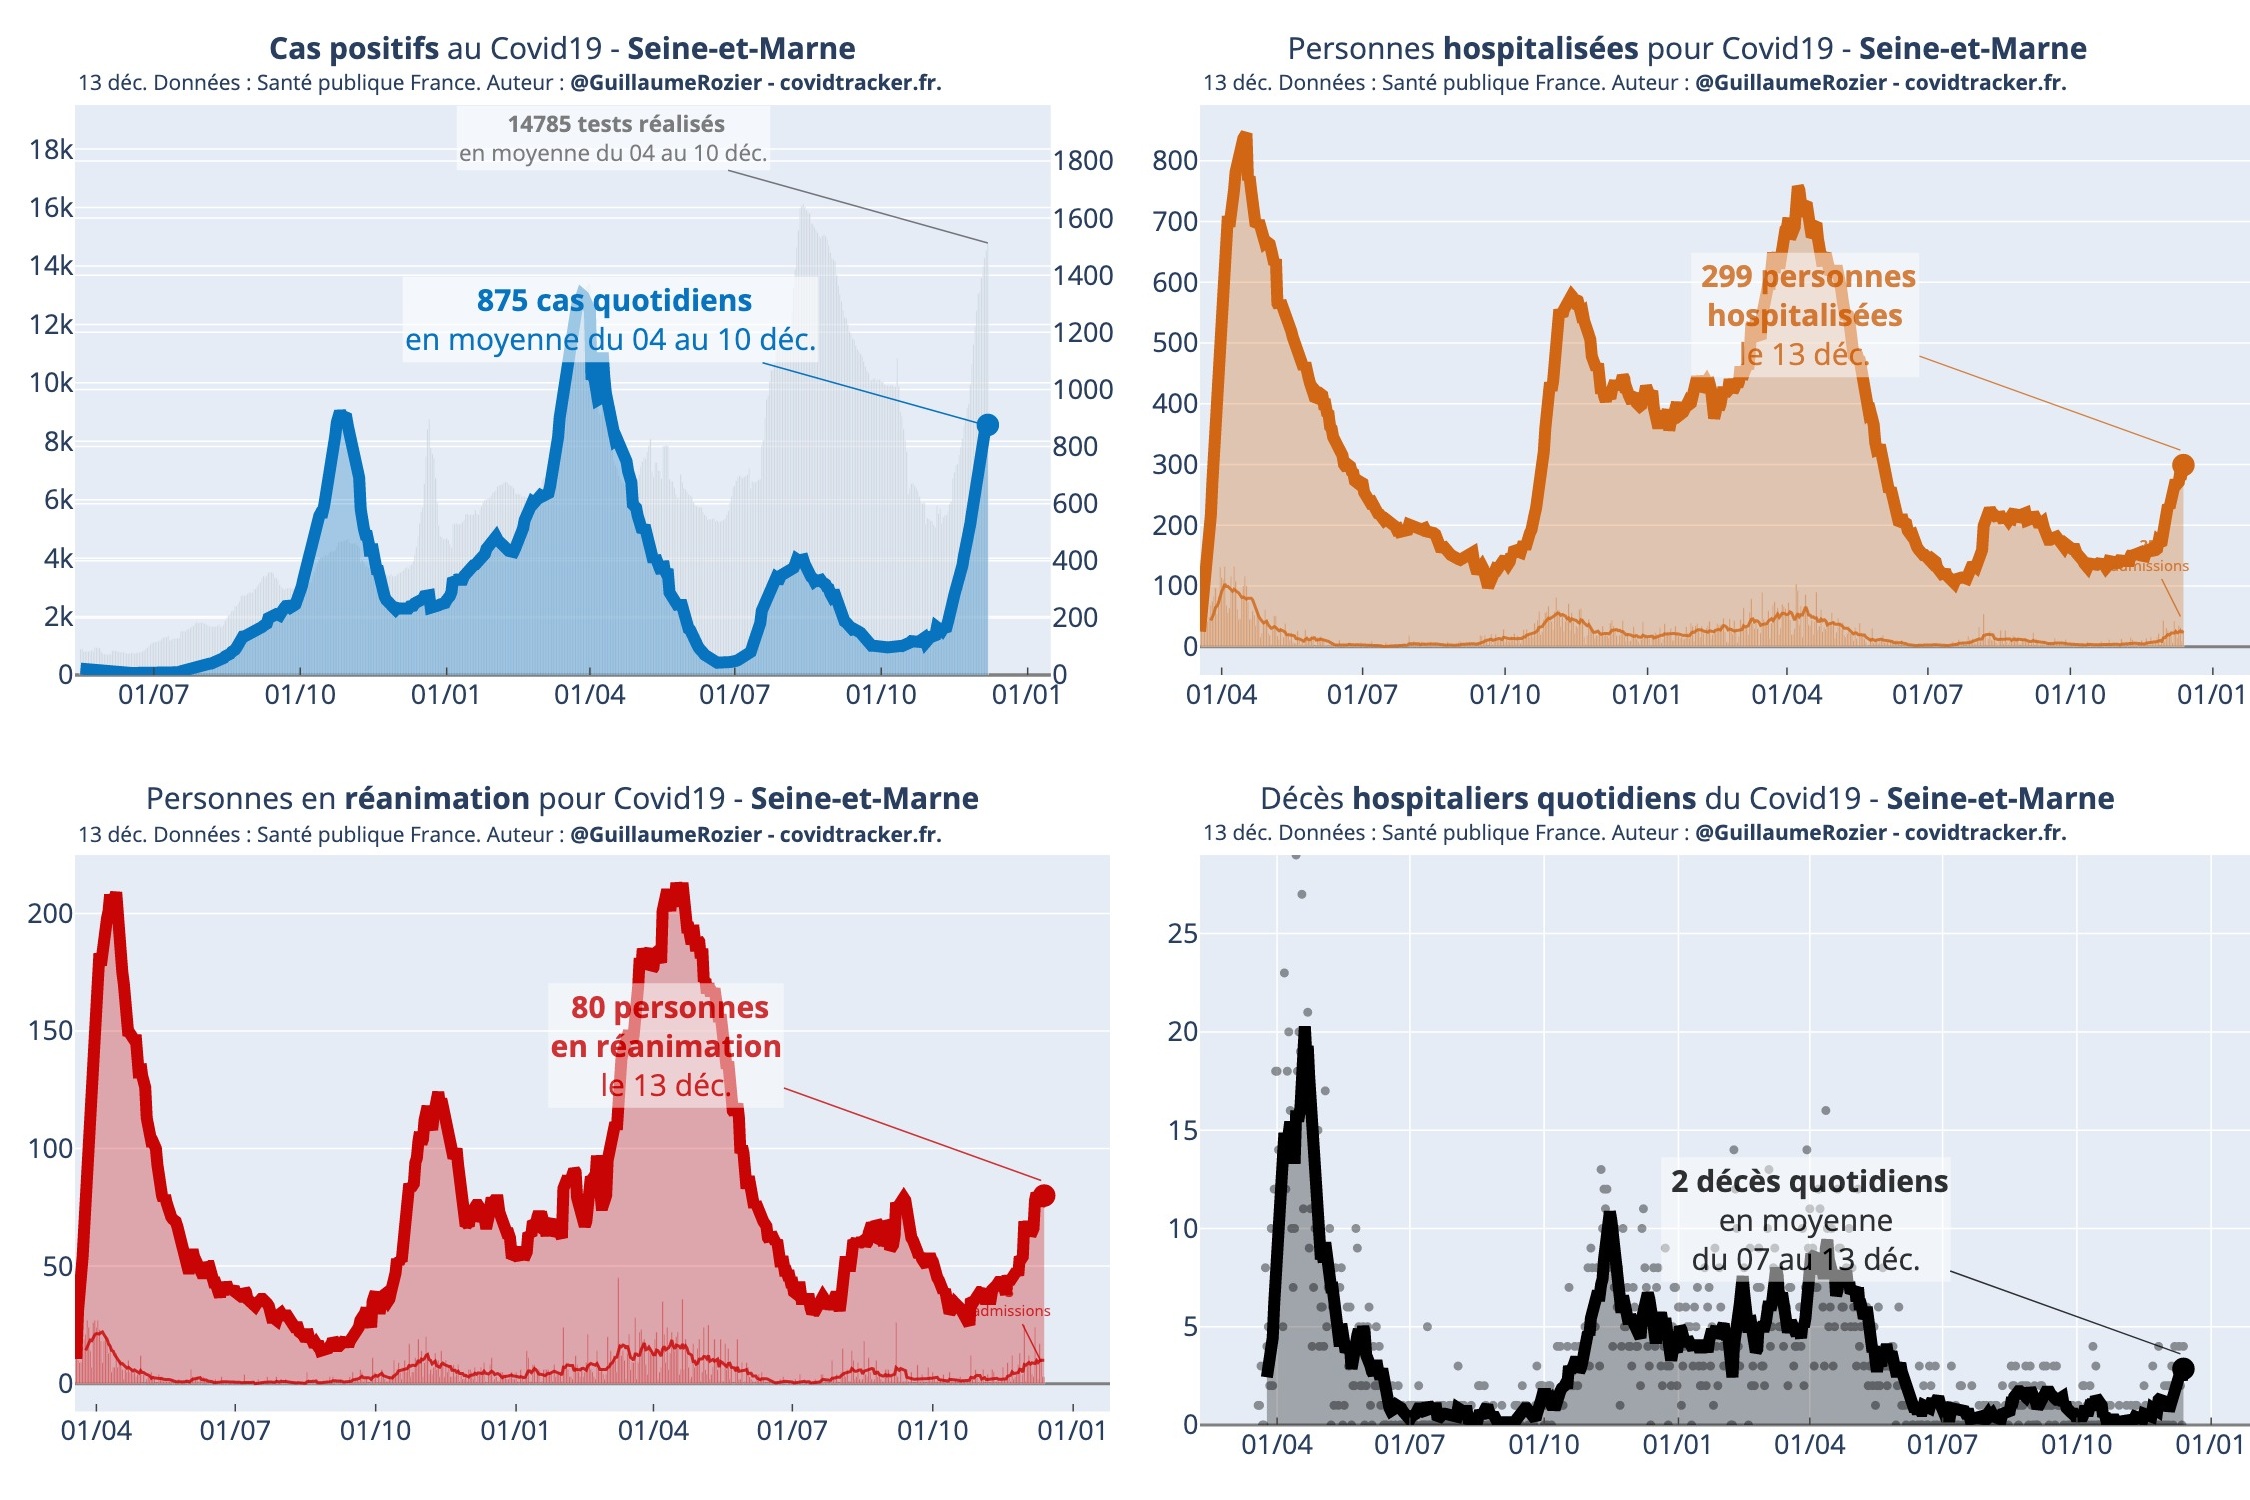 Cas positifs au Covid19 - Seine-et-Marne
13 déc. Données : Santé publique France. Auteur : @GuillaumeRozier - covidtracker.fr.
14785 tests réalisés
en moyenne du 04 au 10 déc.
875 cas quotidiens
en moyenne du 04 au 10 déc.
18k
16k
14k
12k
10k
8k
6k
4k
2k
0
1800
1600
1400
1200
1000
800
600
400
200
0
01/07 01/10 01/01 01/04 01/07 01/10 01/01
Personnes hospitalisées pour Covid19 - Seine-et-Marne
13 déc. Données : Santé publique France. Auteur : @GuillaumeRozier - covidtracker.fr.
299 personnes
hospitalisées
le 13 déc.
admissions
800
700
600
500
400
300
200
100
0
01/04 01/07 01/10 01/01 01/04 01/07 01/10 01/01
Personnes en réanimation pour Covid19 - Seine-et-Marne
13 déc. Données : Santé publique France. Auteur : @GuillaumeRozier - covidtracker.fr.
80 personnes
en réanimation
le 13 déc.
admissions
200
150
100
50
0
01/04 01/07 01/10 01/01 01/04 01/07 01/10 01/01
Décès hospitaliers quotidiens du Covid19 - Seine-et-Marne
13 déc. Données : Santé publique France. Auteur : @GuillaumeRozier - covidtracker.fr.
2 décès quotidiens
en moyenne
du 07 au 13 déc.
25
20
15
10
5
0
01/04 01/07 01/10 01/01 01/04 01/07 01/10 01/01